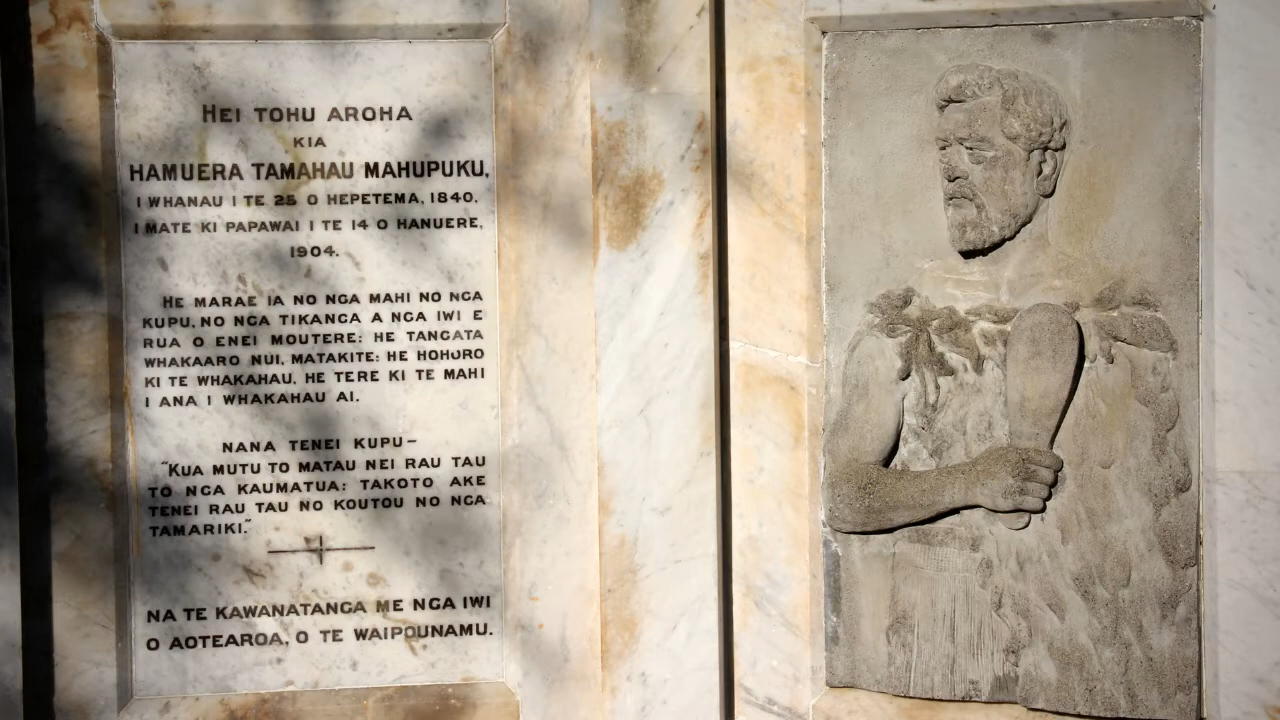 HEI TOHU AROHA
KIA
HAMUERA TAMAHAU MAHUPUKU,
I WHANAU I TE 25 O HEPETEMA, 1840.
I MATE KI PAPAWAI I TE 14 O HANUERE,
1904.
HE MARAE IA NO NGA MAHI NO NGA
KUPU, NO NGA TIKANGA A NGA IWI E
RUA O ENEI MOUTERE: HE TANGATA
WHAKAARO NUI, MATAKITE: HE HOHORO
KI TE WHAKAHAU, HE TERE KI TE MAHI
I ANA I WHAKAHAU AI.
NANA TENEI KUPU–
"KUA MUTU TO MATAU NEI RAU TAU
TO NGA KAUMATUA: TAKOTO AKE
TENEI RAU TAU NO KOUTOU NO NGA
TAMARIKI."
NA TE KAWANATANGA ME NGA IWI
O AOTEAROA, O TE WAIPOUNAMU.